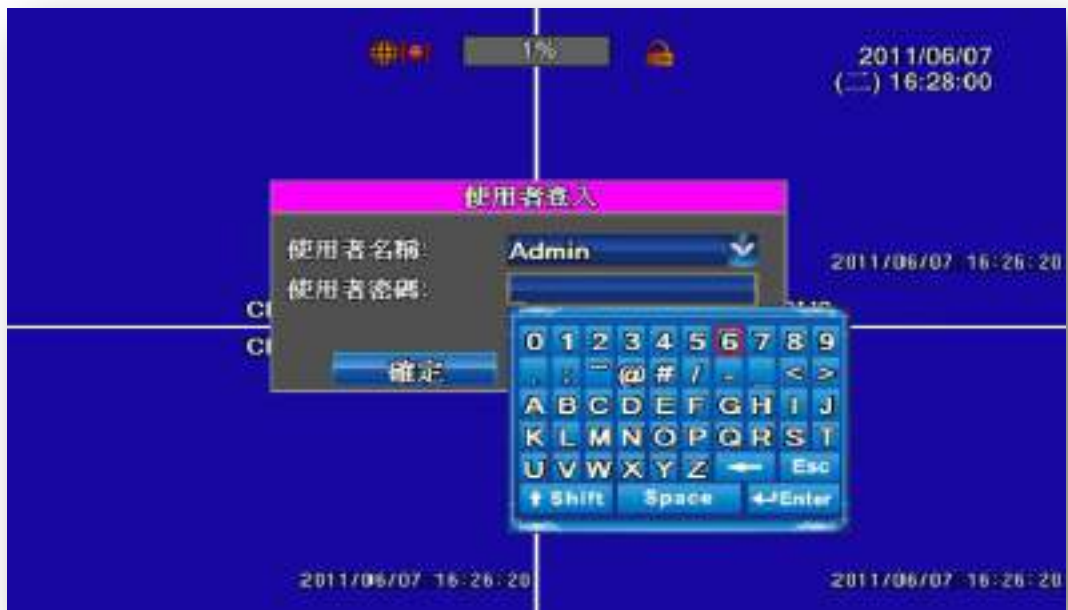 1%
2011/06/07
(二) 16:28:00
使用者登入
使用者名稱: Admin
使用者密碼:
2011/06/07 16:26:20
確定
0 1 2 3 4 5 6 7 8 9
@ # / - < >
A B C D E F G H I J
K L M N O P Q R S T
U V W X Y Z Esc
Shift Space Enter
2011/06/07 16:26:20
2011/06/07 16:26:20